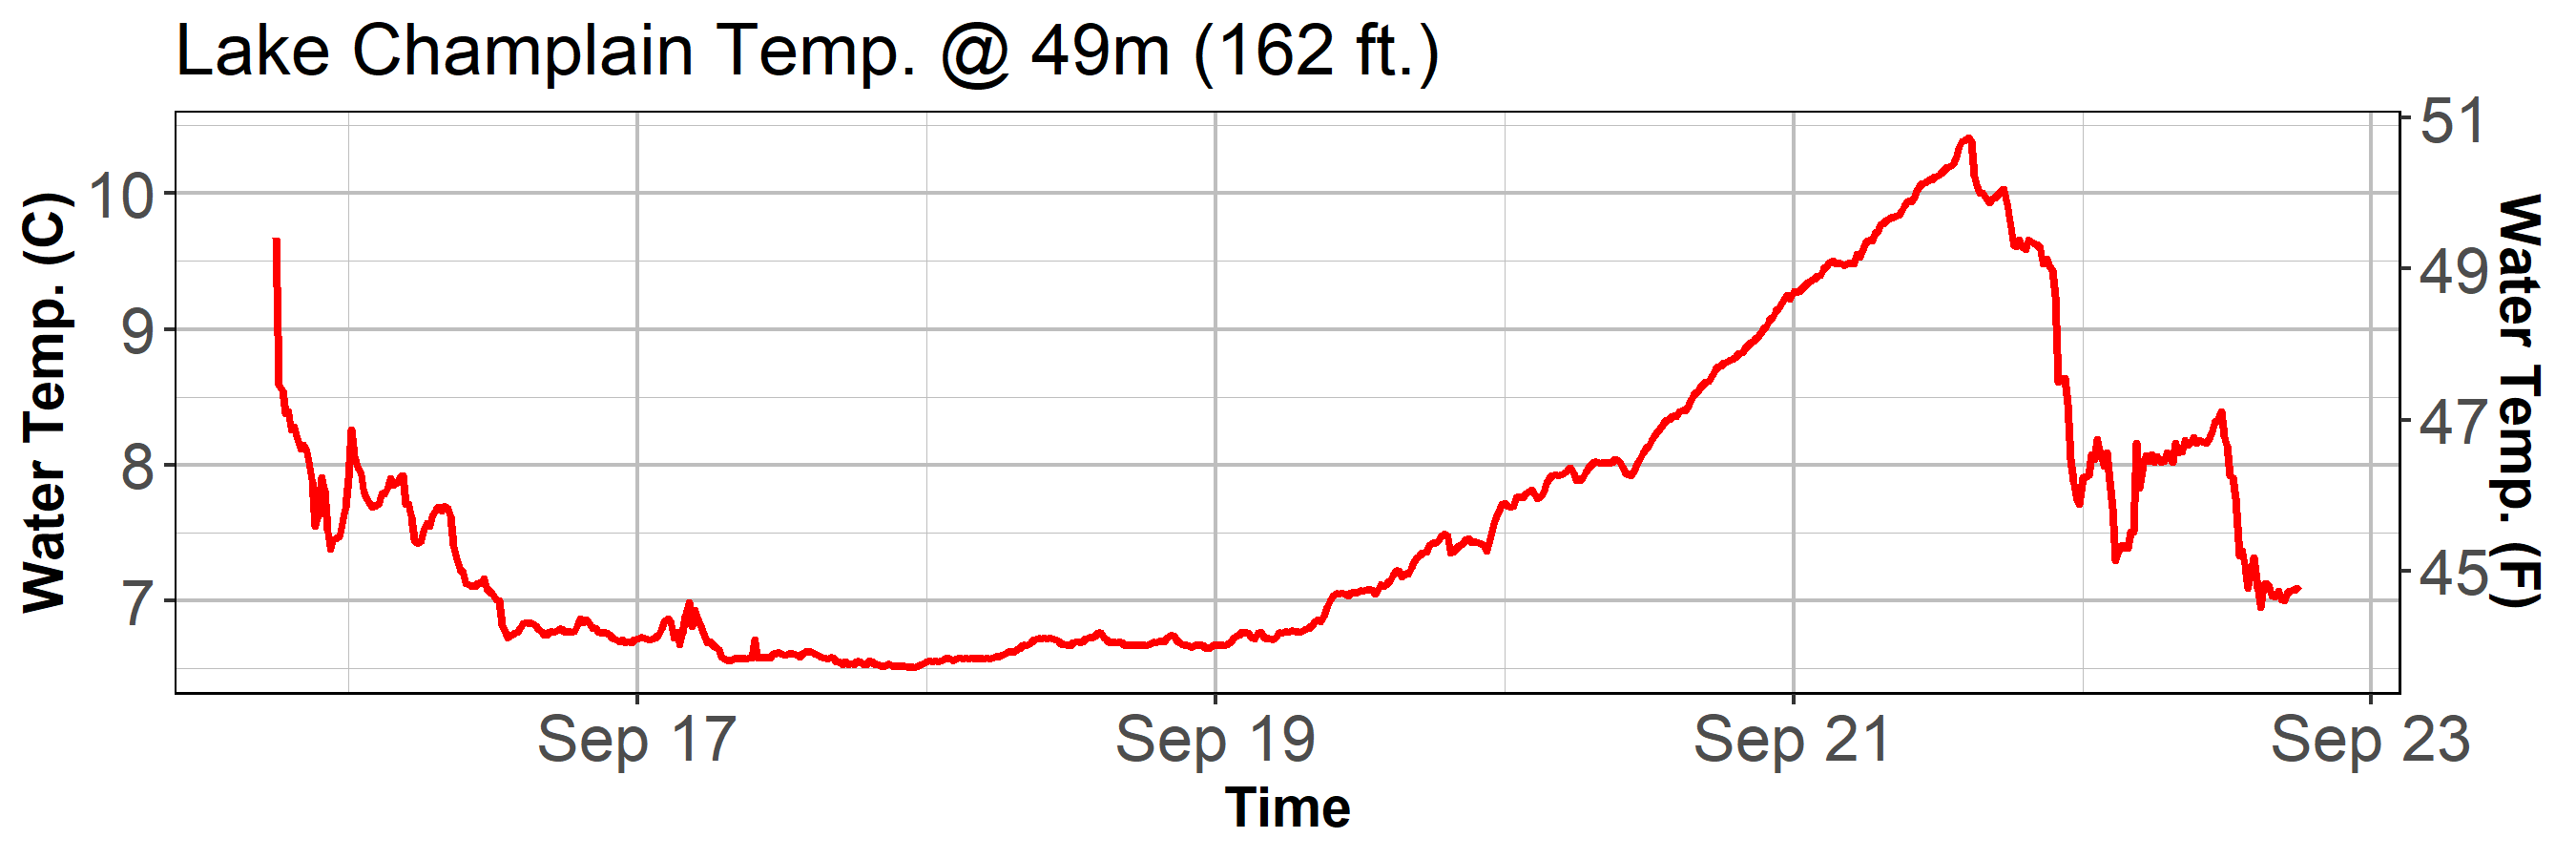 Lake Champlain Temp. @ 49m (162 ft.)
Water Temp. (C)
10
9
8
7
51
49
47
45
Water Temp. (F)
Sep 17
Sep 19
Sep 21
Sep 23
Time